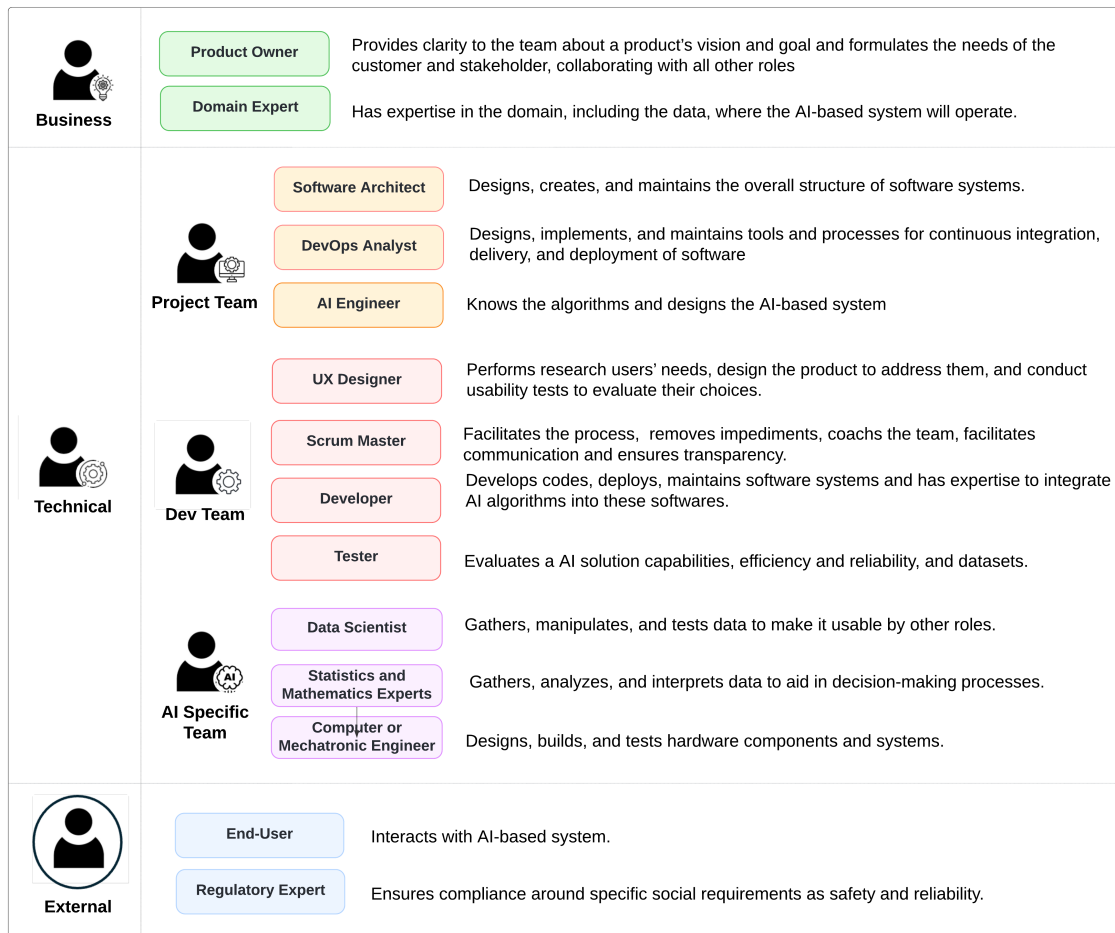 Product Owner
Provides clarity to the team about a product's vision and goal and formulates the needs of the
customer and stakeholder, collaborating with all other roles
Domain Expert
Has expertise in the domain, including the data, where the AI-based system will operate.
Business
Software Architect
Designs, creates, and maintains the overall structure of software systems.
DevOps Analyst
Designs, implements, and maintains tools and processes for continuous integration,
delivery, and deployment of software
AI Engineer
Knows the algorithms and designs the AI-based system
Project Team
UX Designer
Performs research users' needs, design the product to address them, and conduct
usability tests to evaluate their choices.
Scrum Master
Facilitates the process,  removes impediments, coachs the team, facilitates
communication and ensures transparency.
Developer
Develops codes, deploys, maintains software systems and has expertise to integrate
AI algorithms into these softwares.
Tester
Evaluates a AI solution capabilities, efficiency and reliability, and datasets.
Dev Team
Technical
Data Scientist
Gathers, manipulates, and tests data to make it usable by other roles.
Statistics and
Mathematics Experts
Gathers, analyzes, and interprets data to aid in decision-making processes.
Computer or
Mechatronic Engineer
Designs, builds, and tests hardware components and systems.
AI
AI Specific
Team
End-User
Interacts with AI-based system.
Regulatory Expert
Ensures compliance around specific social requirements as safety and reliability.
External